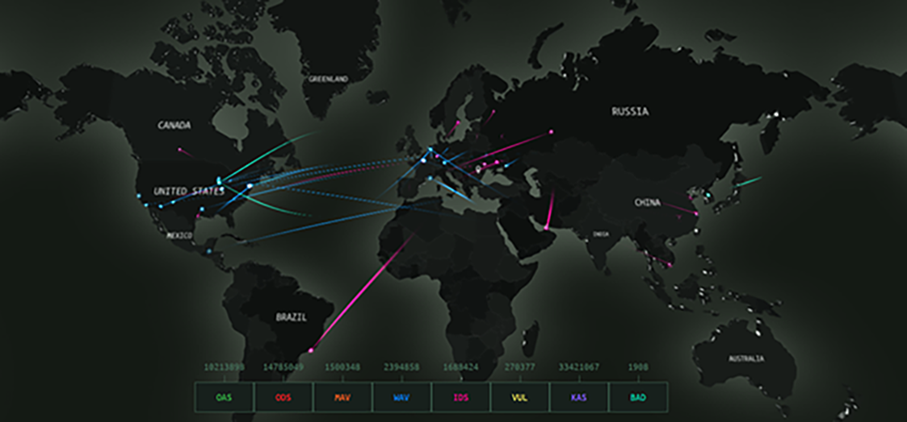 GREENLAND
RUSSIA
CANADA
UNITED STATES
CHINA
MEXICO
INDIA
BRAZIL
AUSTRALIA
10213898 14785049 1500348 2394858 1688424 270377 33421067 1908
OAS ODS MAV WAV IDS VUL KAS BAD